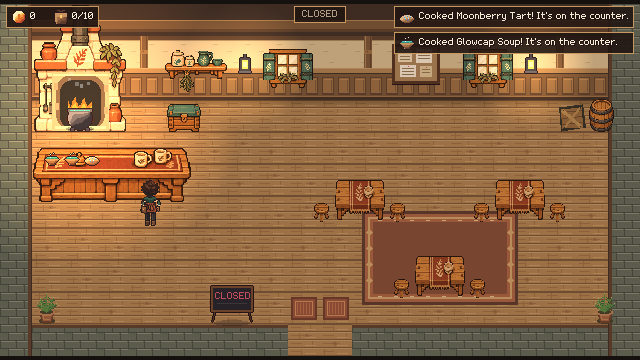 0
0/10
CLOSED
Cooked Moonberry Tart! It's on the counter.
Cooked Glowcap Soup! It's on the counter.
CLOSED